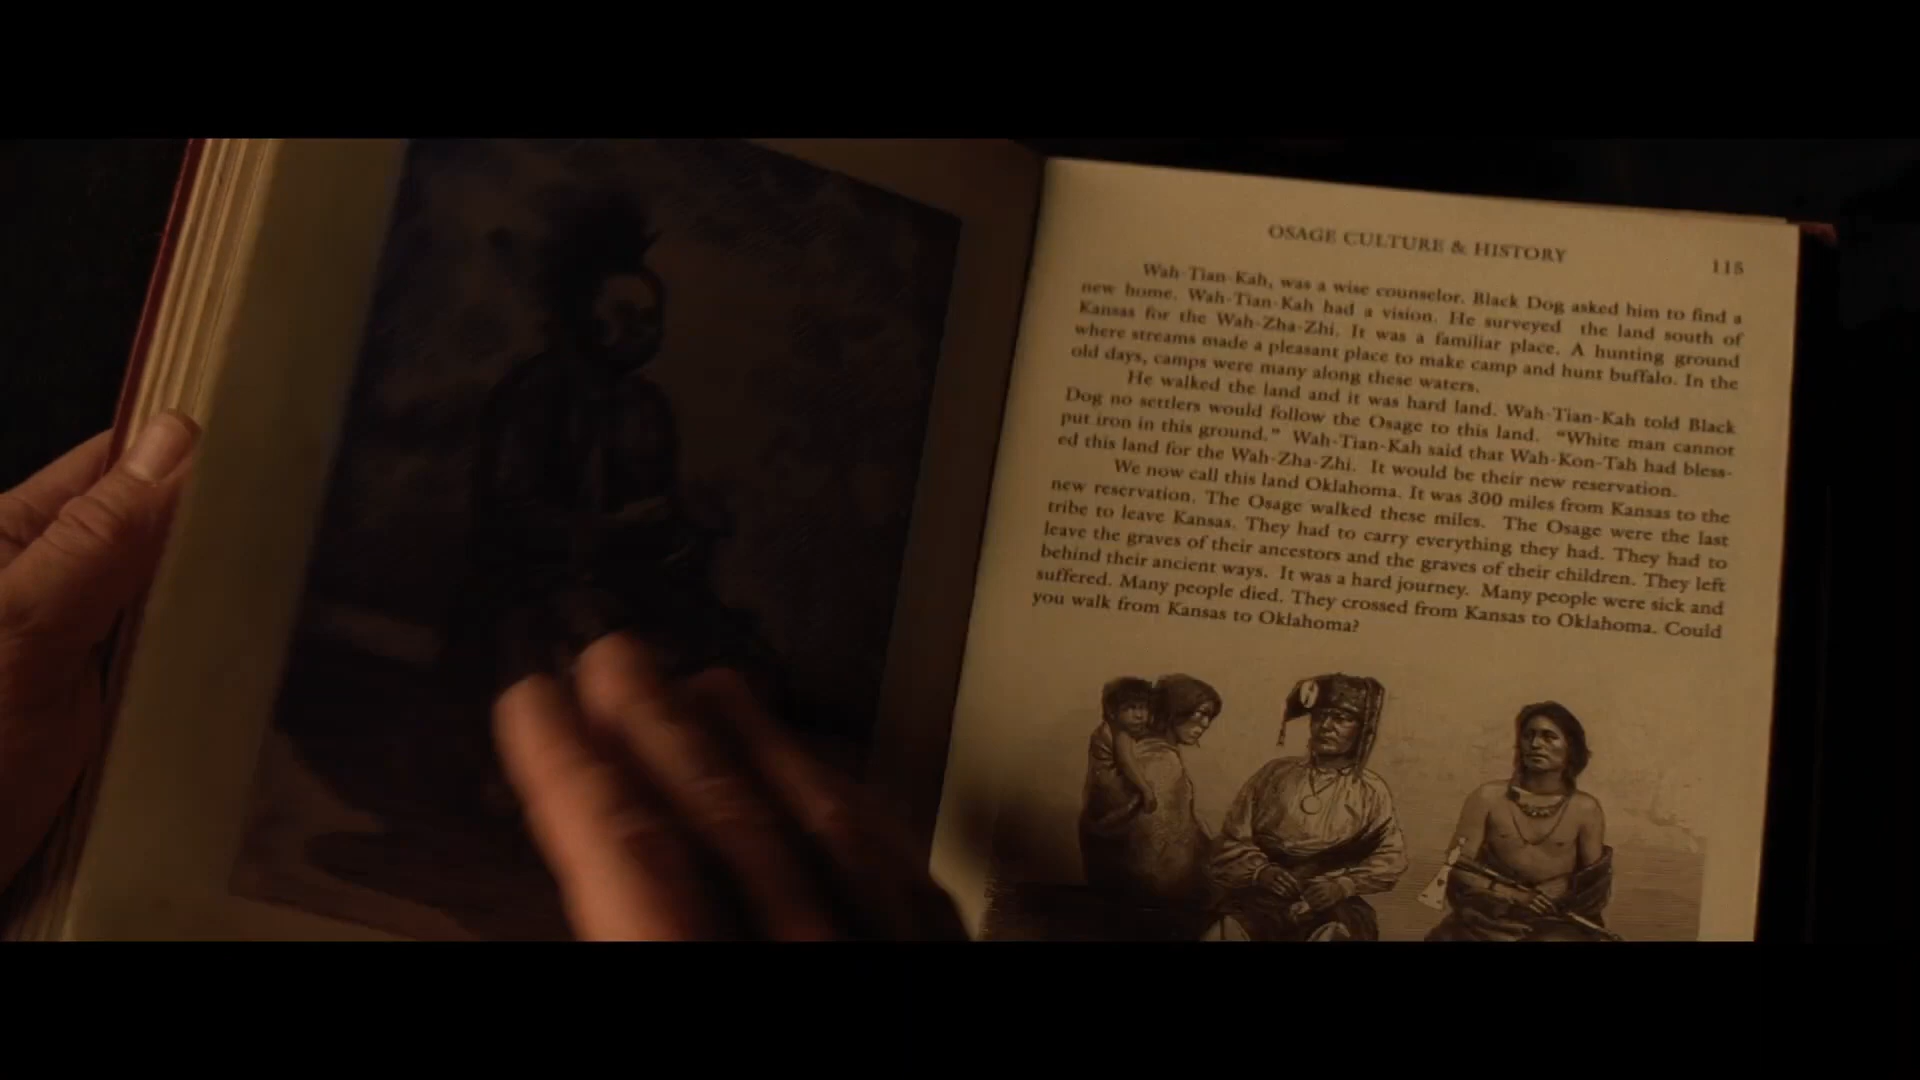 OSAGE CULTURE & HISTORY
115
Wah-Tian-Kah, was a wise counselor. Black Dog asked him to find a
new home. Wah-Tian-Kah had a vision. He surveyed the land south of
Kansas for the Wah-Zha-Zhi. It was a familiar place. A hunting ground
where streams made a pleasant place to make camp and hunt buffalo. In the
old days, camps were many along these waters.
He walked the land and it was hard land. Wah-Tian-Kah told Black
Dog no settlers would follow the Osage to this land. “White man cannot
put iron in this ground.” Wah-Tian-Kah said that Wah-Kon-Tah had bless-
ed this land for the Wah-Zha-Zhi. It would be their new reservation.
We now call this land Oklahoma. It was 300 miles from Kansas to the
new reservation. The Osage walked these miles. The Osage were the last
tribe to leave Kansas. They had to carry everything they had. They had to
leave the graves of their ancestors and the graves of their children. They left
behind their ancient ways. It was a hard journey. Many people were sick and
suffered. Many people died. They crossed from Kansas to Oklahoma. Could
you walk from Kansas to Oklahoma?